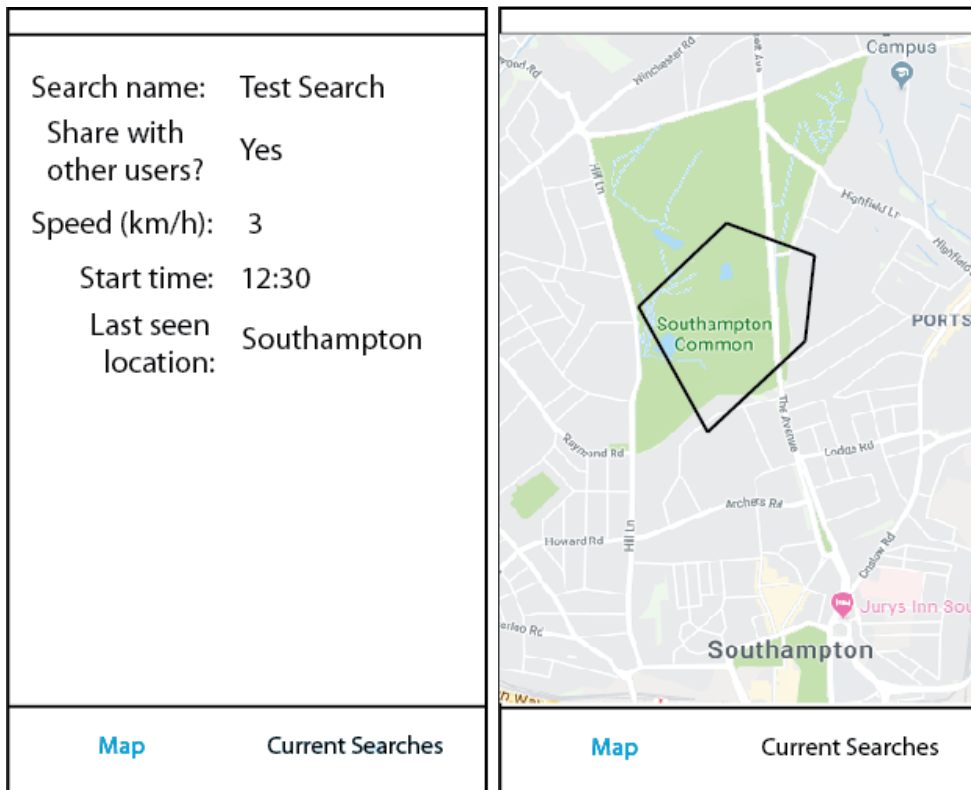 Search name: Test Search
Share with
other users?
Yes
Speed (km/h): 3
Start time: 12:30
Last seen
location:
Southampton
Map
Current Searches
Campus
Winchester Rd
Hill Ln
Highfield Ln
Highfield
PORTS
Southampton
Common
The Avenue
Raymond Rd
Lodge Rd
Archers Rd
Hill Ln
Howard Rd
Onslow Rd
Jurys Inn Sou
Southampton
Map
Current Searches